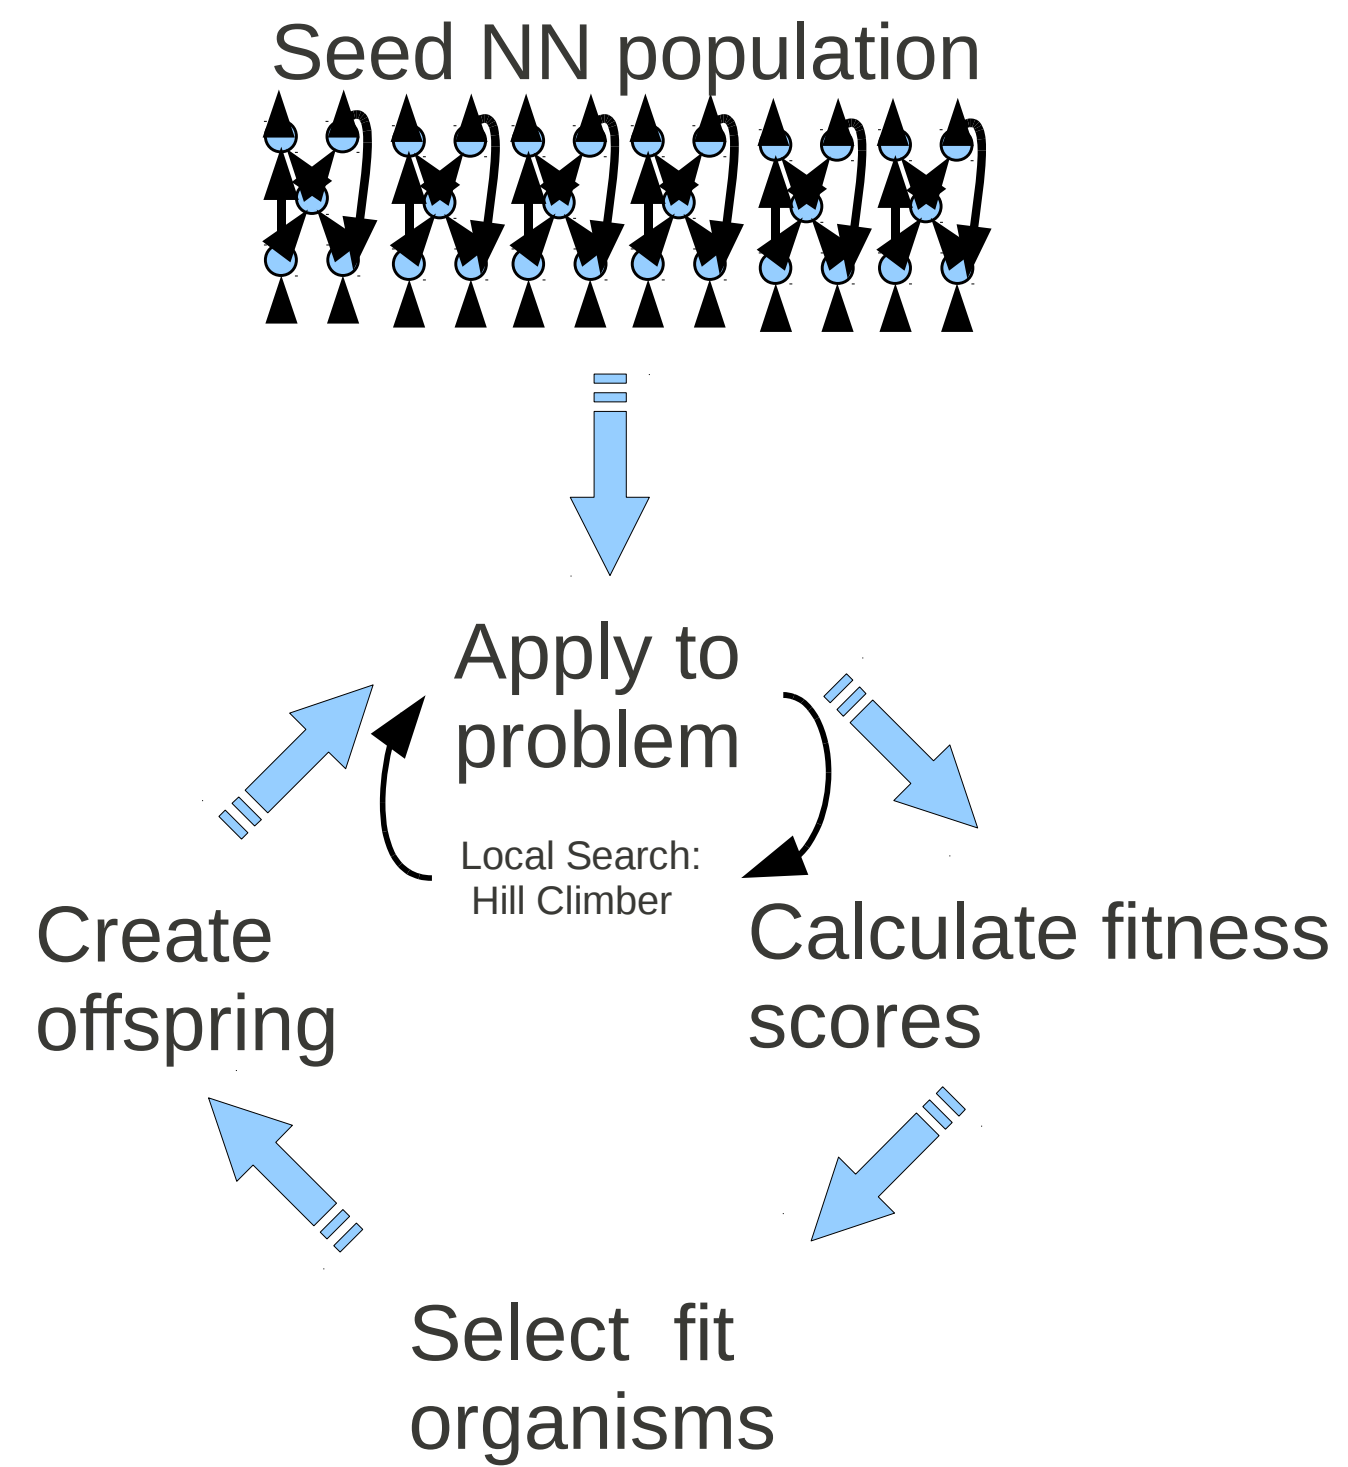 Seed NN population
Apply to
problem
Local Search:
Hill Climber
Create
offspring
Calculate fitness
scores
Select  fit
organisms